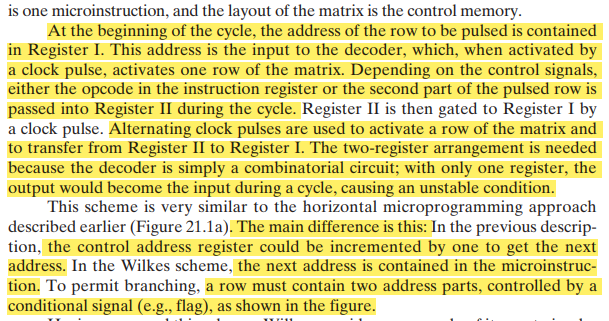 is one microinstruction, and the layout of the matrix is the control memory.
At the beginning of the cycle, the address of the row to be pulsed is contained
in Register I. This address is the input to the decoder, which, when activated by
a clock pulse, activates one row of the matrix. Depending on the control signals,
either the opcode in the instruction register or the second part of the pulsed row is
passed into Register II during the cycle. Register II is then gated to Register I by
a clock pulse. Alternating clock pulses are used to activate a row of the matrix and
to transfer from Register II to Register I. The two-register arrangement is needed
because the decoder is simply a combinatorial circuit; with only one register, the
output would become the input during a cycle, causing an unstable condition.
This scheme is very similar to the horizontal microprogramming approach
described earlier (Figure 21.1a). The main difference is this: In the previous descrip-
tion, the control address register could be incremented by one to get the next
address. In the Wilkes scheme, the next address is contained in the microinstruc-
tion. To permit branching, a row must contain two address parts, controlled by a
conditional signal (e.g., flag), as shown in the figure.